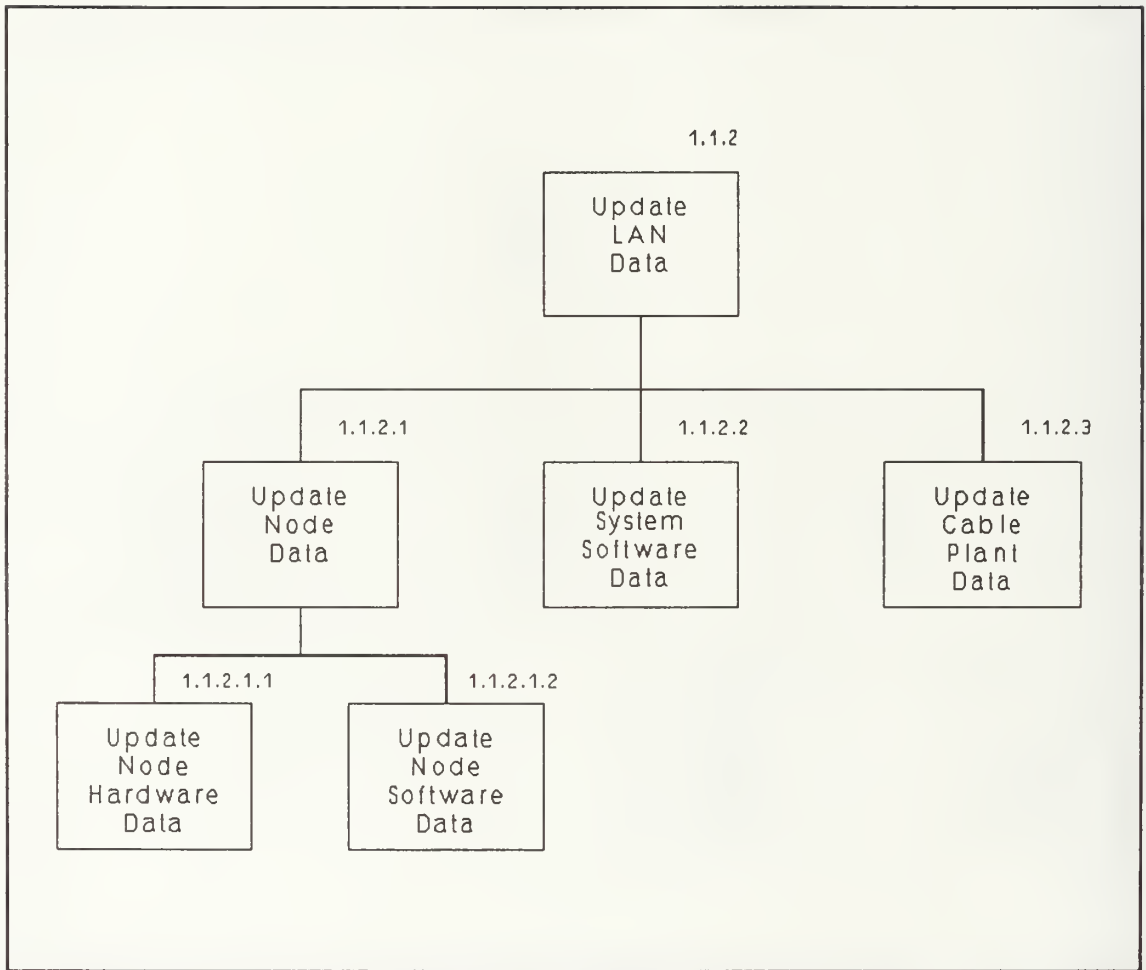 1.1.2
Update
LAN
Data
1.1.2.1
Update
Node
Data
1.1.2.2
Update
System
Software
Data
1.1.2.3
Update
Cable
Plant
Data
1.1.2.1.1
Update
Node
Hardware
Data
1.1.2.1.2
Update
Node
Software
Data